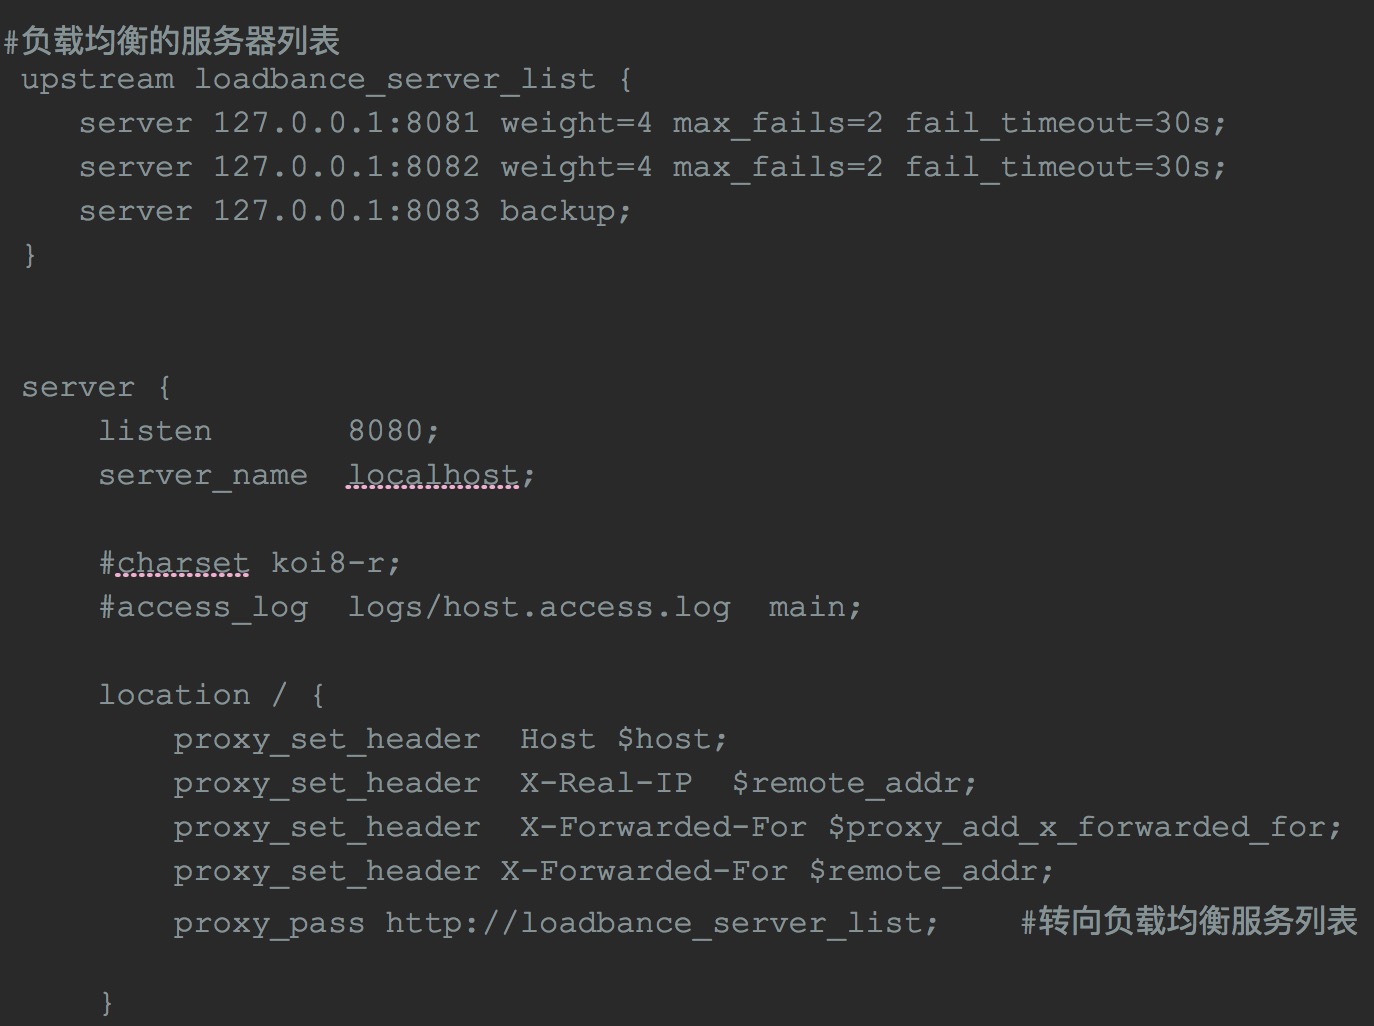 #负载均衡的服务器列表
upstream loadbance_server_list {
server 127.0.0.1:8081 weight=4 max_fails=2 fail_timeout=30s;
server 127.0.0.1:8082 weight=4 max_fails=2 fail_timeout=30s;
server 127.0.0.1:8083 backup;
}
server {
listen 8080;
server_name localhost;
#charset koi8-r;
#access_log logs/host.access.log main;
location / {
proxy_set_header Host $host;
proxy_set_header X-Real-IP $remote_addr;
proxy_set_header X-Forwarded-For $proxy_add_x_forwarded_for;
proxy_set_header X-Forwarded-For $remote_addr;
proxy_pass http://loadbance_server_list; #转向负载均衡服务列表
}